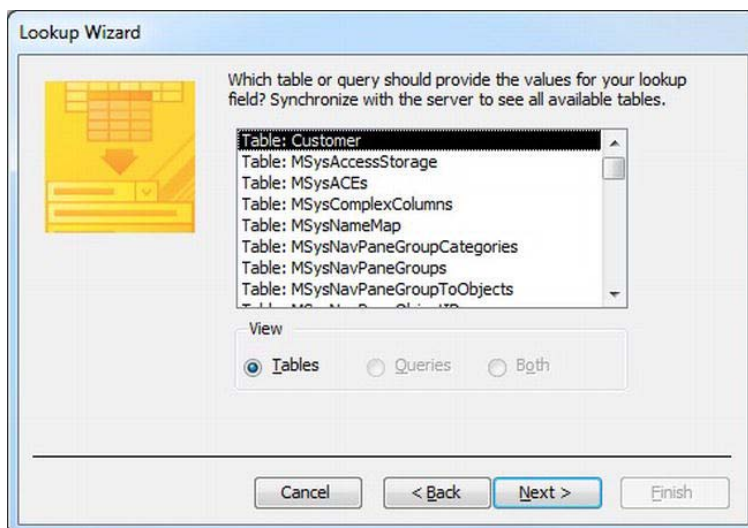 Lookup Wizard
Which table or query should provide the values for your lookup
field? Synchronize with the server to see all available tables.
Table: Customer
Table: MSysAccessStorage
Table: MSysACEs
Table: MSysComplexColumns
Table: MSysNameMap
Table: MSysNavPaneGroupCategories
Table: MSysNavPaneGroups
Table: MSysNavPaneGroupToObjects
View
Tables Queries Both
Cancel < Back Next > Finish